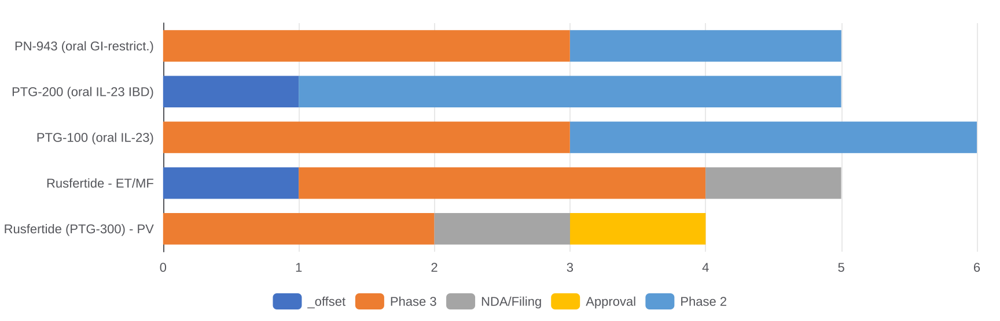 PN-943 (oral GI-restrict.)
PTG-200 (oral IL-23 IBD)
PTG-100 (oral IL-23)
Rusfertide - ET/MF
Rusfertide (PTG-300) - PV
0 1 2 3 4 5 6
_offset Phase 3 NDA/Filing Approval Phase 2